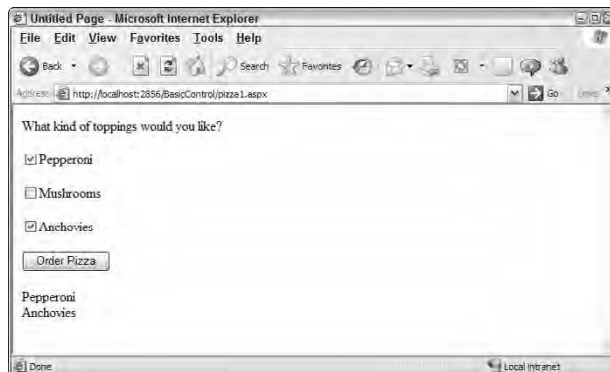 Untitled Page - Microsoft Internet Explorer
File Edit View Favorites Tools Help
Back Search Favorites
Address http://localhost:2856/BasicControl/pizza1.aspx Go Links
What kind of toppings would you like?
Pepperoni
Mushrooms
Anchovies
Order Pizza
Pepperoni
Anchovies
Done Local intranet